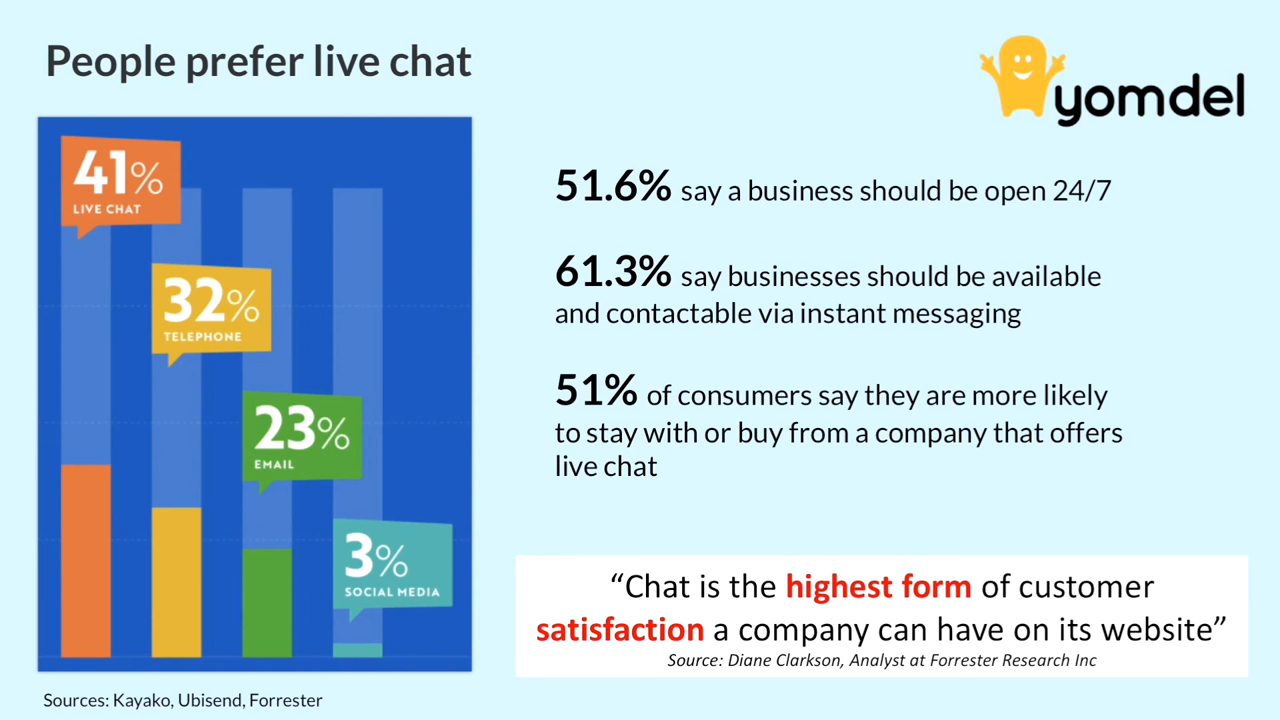 People prefer live chat
yomdel
41%
LIVE CHAT
32%
TELEPHONE
23%
EMAIL
3%
SOCIAL MEDIA
51.6% say a business should be open 24/7
61.3% say businesses should be available
and contactable via instant messaging
51% of consumers say they are more likely
to stay with or buy from a company that offers
live chat
“Chat is the highest form of customer
satisfaction a company can have on its website”
Source: Diane Clarkson, Analyst at Forrester Research Inc
Sources: Kayako, Ubisend, Forrester